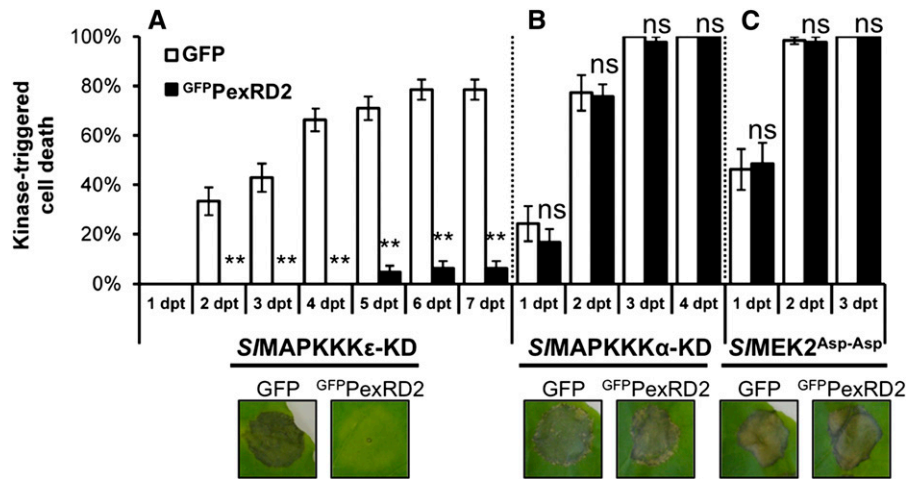 A B C
Kinase-triggered
cell death
100%
80%
60%
40%
20%
0%
GFP
GFPPexRD2
** ** ** ** ** **
ns ns ns ns
ns ns ns
1 dpt 2 dpt 3 dpt 4 dpt 5 dpt 6 dpt 7 dpt 1 dpt 2 dpt 3 dpt 4 dpt 1 dpt 2 dpt 3 dpt
SlMAPKKKε-KD SlMAPKKKα-KD SlMEK2Asp-Asp
GFP GFPPexRD2 GFP GFPPexRD2 GFP GFPPexRD2